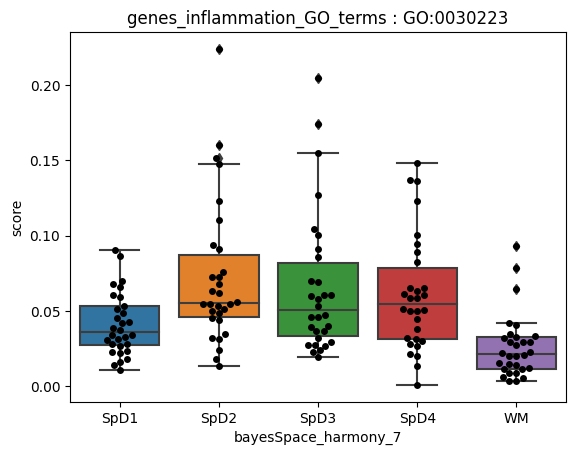 genes_inflammation_GO_terms : GO:0030223
0.20
0.15
0.10
0.05
0.00
score
SpD1 SpD2 SpD3 SpD4 WM
bayesSpace_harmony_7